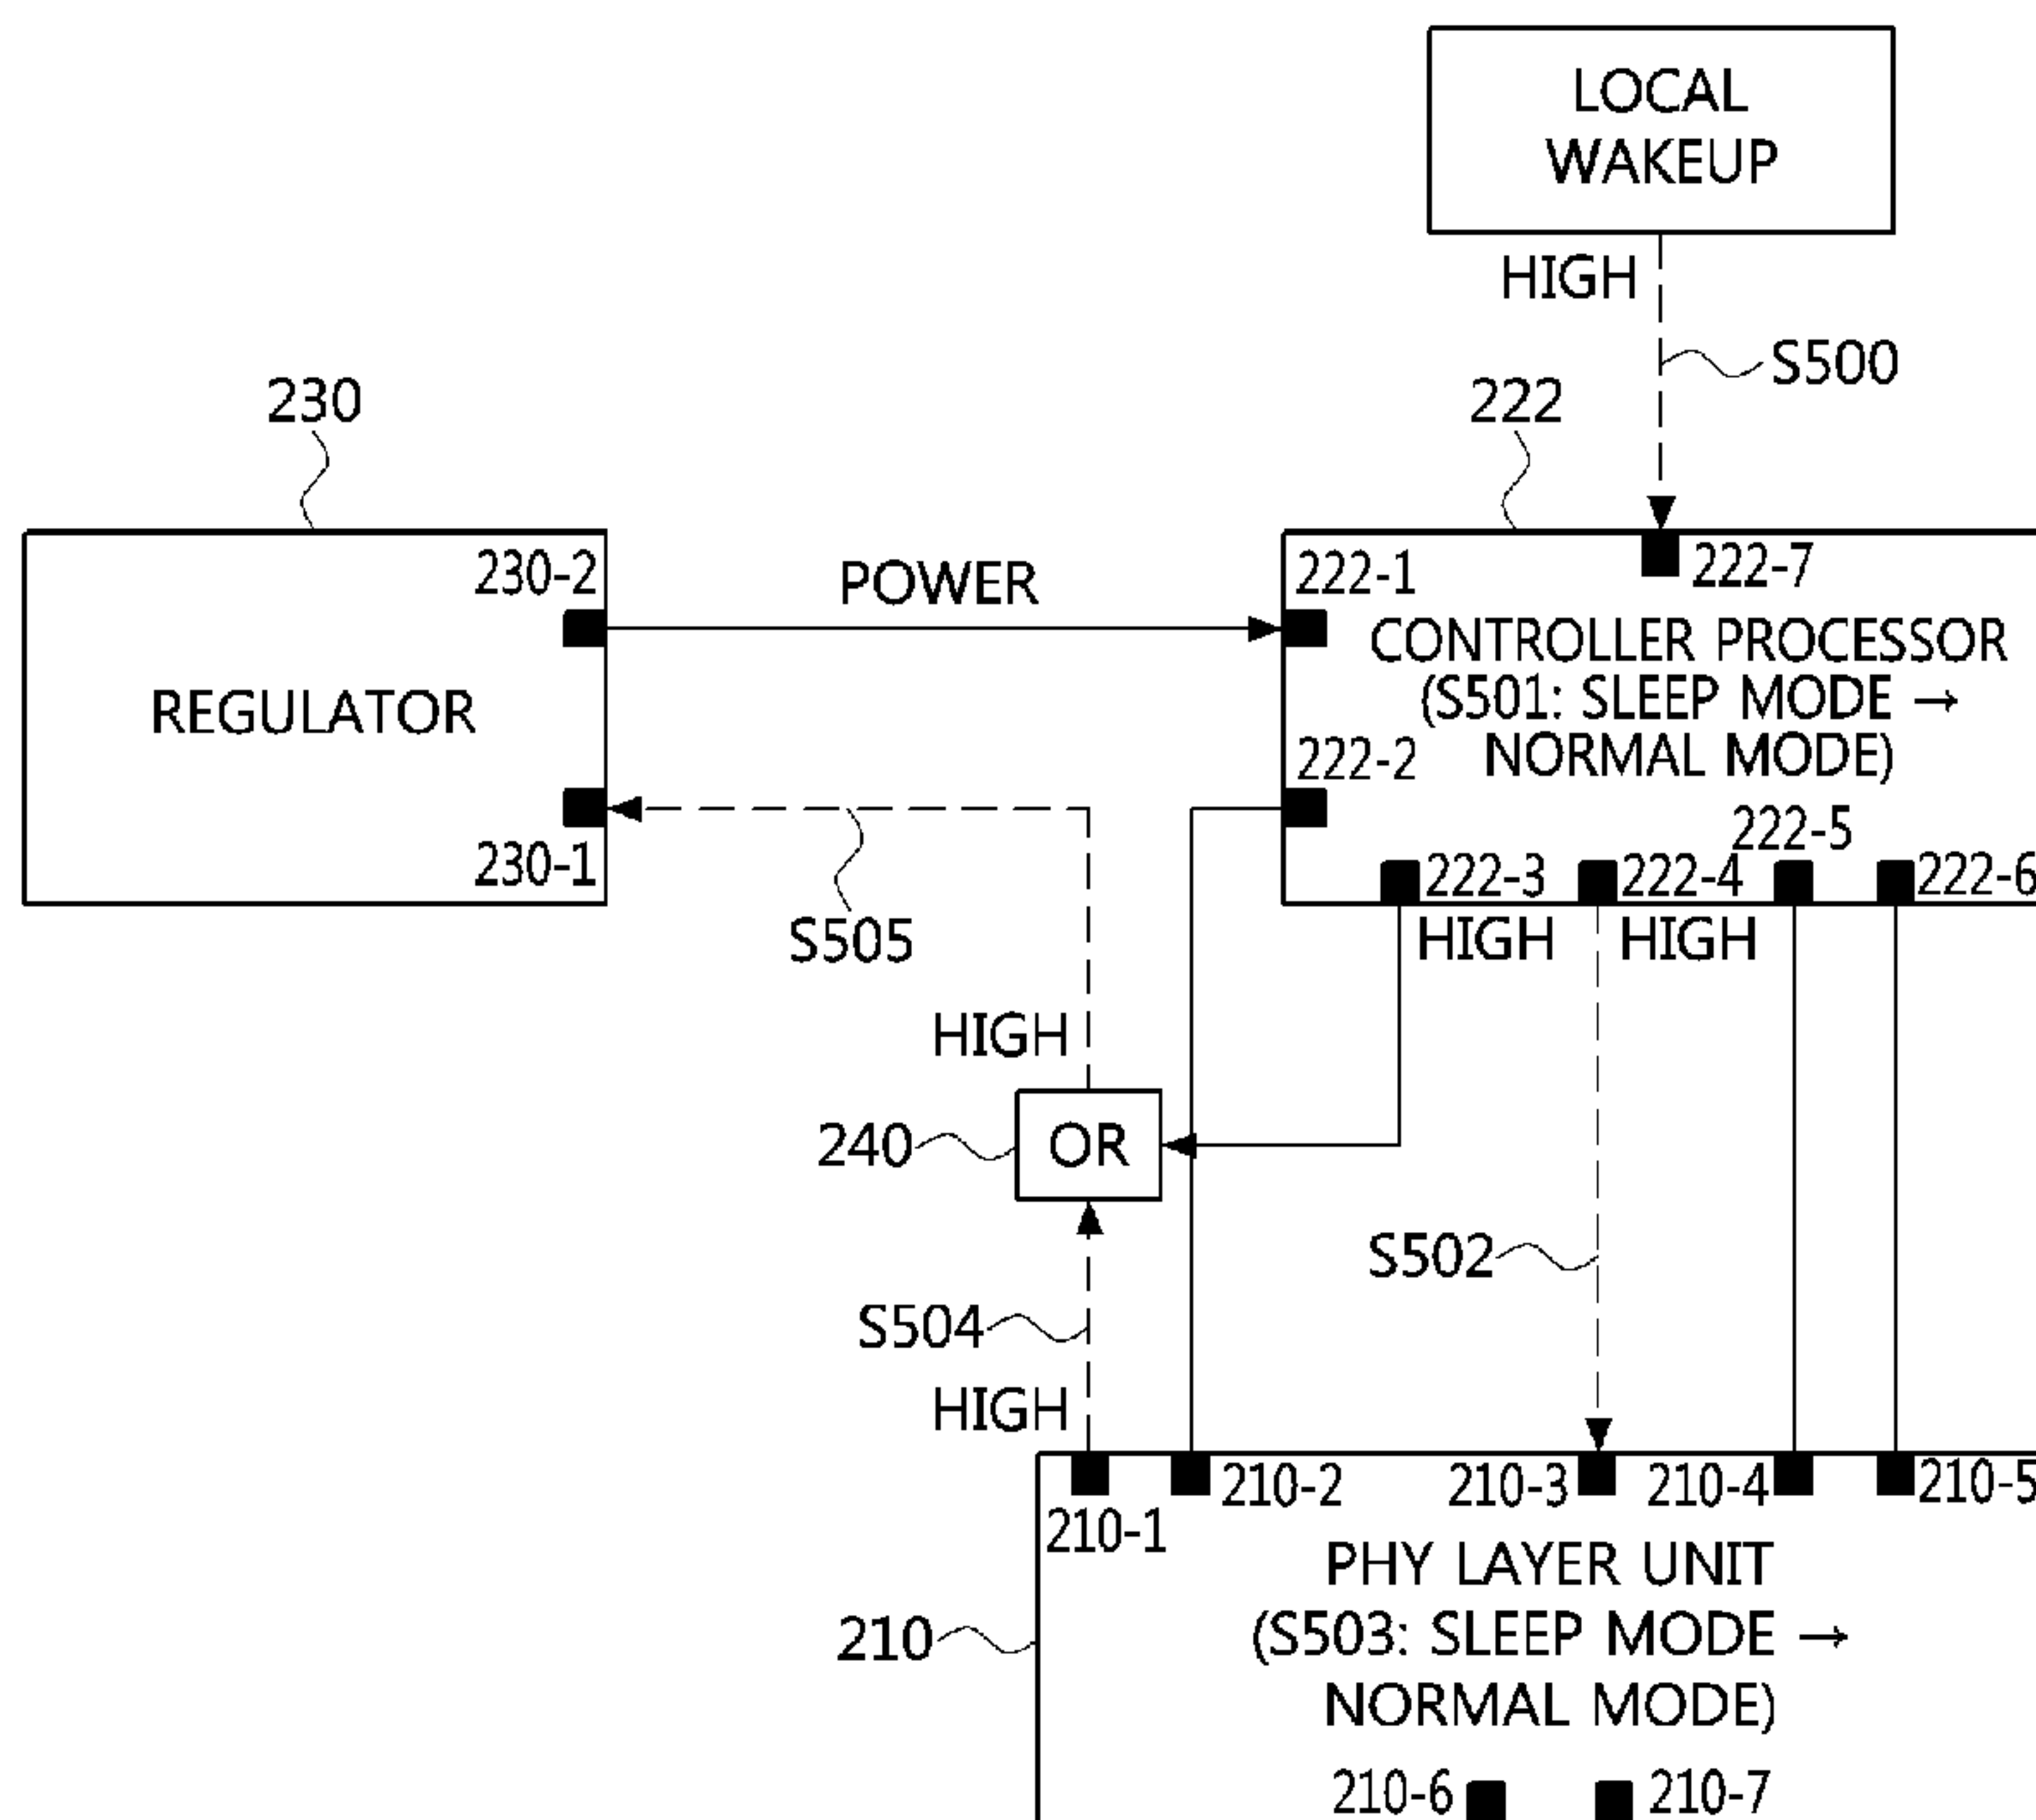 LOCAL
WAKEUP
HIGH
S500
230
222
230-2
POWER
222-1
222-7
CONTROLLER PROCESSOR
(S501: SLEEP MODE →
NORMAL MODE)
REGULATOR
222-2
222-5
230-1
222-3
222-4
222-6
S505
HIGH
HIGH
HIGH
240
OR
S502
S504
HIGH
210-1
210-2
210-3
210-4
210-5
PHY LAYER UNIT
(S503: SLEEP MODE →
NORMAL MODE)
210
210-6
210-7